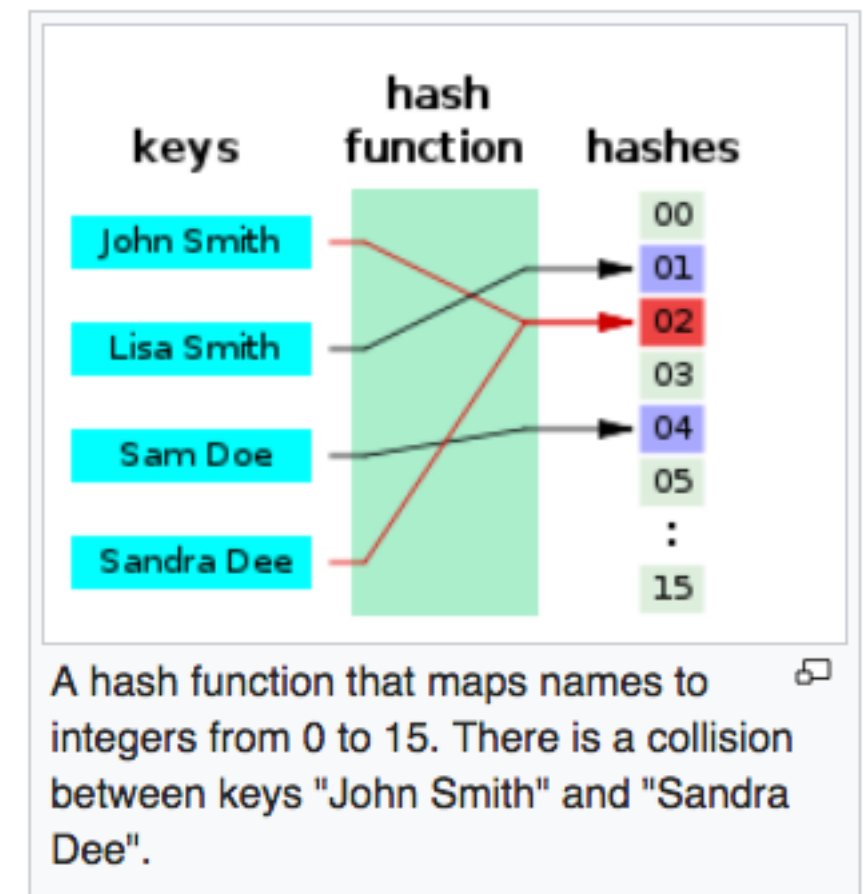 hash
keys function hashes
John Smith
Lisa Smith
Sam Doe
Sandra Dee
00
01
02
03
04
05
:
15
A hash function that maps names to
integers from 0 to 15. There is a collision
between keys "John Smith" and "Sandra
Dee".